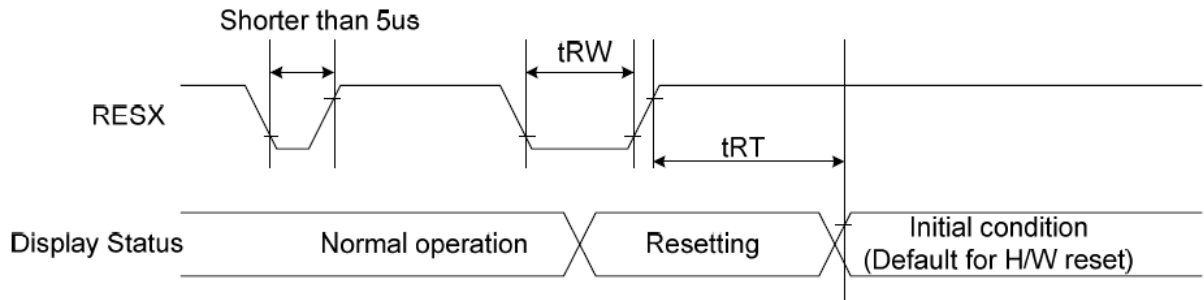 Shorter than 5us
tRW
RESX
tRT
Display Status
Normal operation
Resetting
Initial condition
(Default for H/W reset)